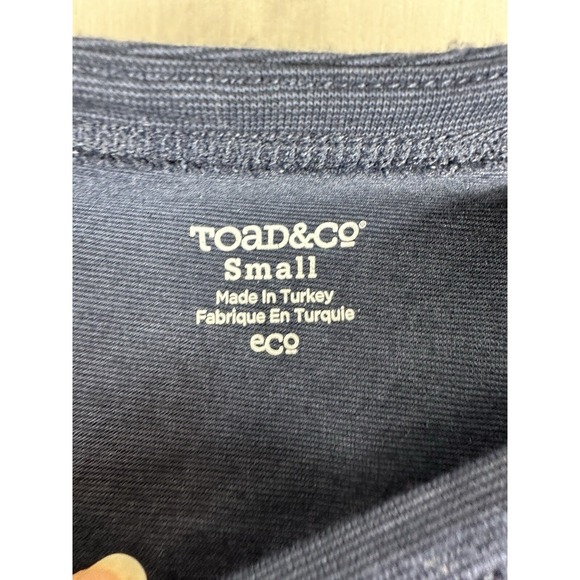 TOAD&CO®
Small
Made In Turkey
Fabrique En Turquie
eco